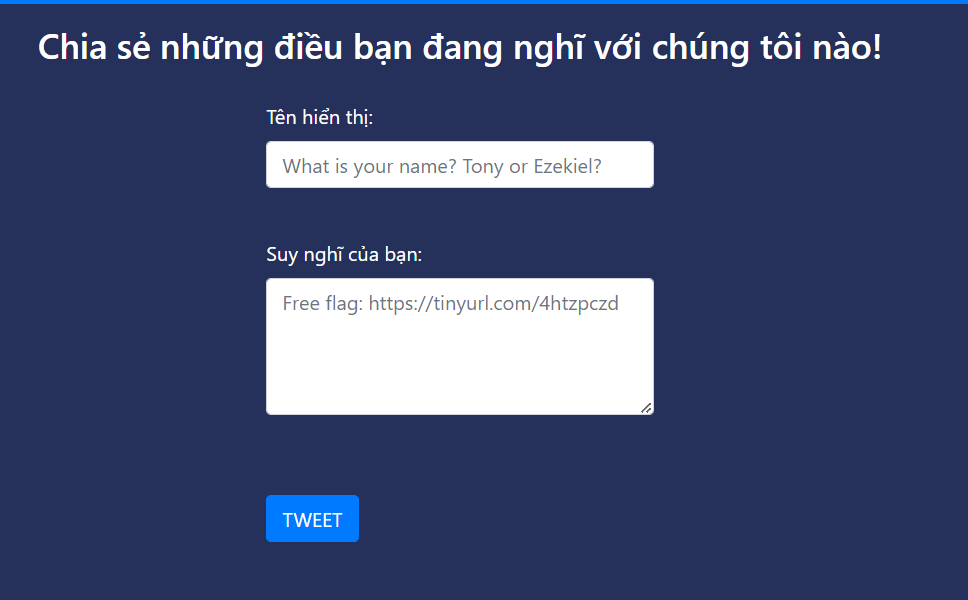 Chia sẻ những điều bạn đang nghĩ với chúng tôi nào!
Tên hiển thị:
What is your name? Tony or Ezekiel?
Suy nghĩ của bạn:
Free flag: https://tinyurl.com/4htzpczd
TWEET